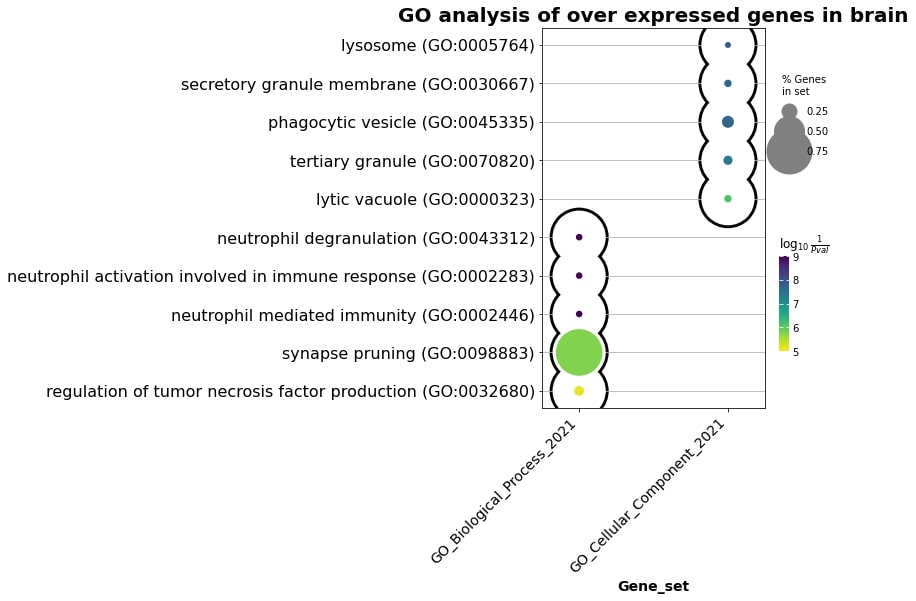 GO analysis of over expressed genes in brain
lysosome (GO:0005764)
secretory granule membrane (GO:0030667)
phagocytic vesicle (GO:0045335)
tertiary granule (GO:0070820)
lytic vacuole (GO:0000323)
neutrophil degranulation (GO:0043312)
neutrophil activation involved in immune response (GO:0002283)
neutrophil mediated immunity (GO:0002446)
synapse pruning (GO:0098883)
regulation of tumor necrosis factor production (GO:0032680)
GO_Biological_Process_2021
GO_Cellular_Component_2021
Gene_set
% Genes
in set
0.25
0.50
0.75
log₁₀ 1/Pval
9
8
7
6
5